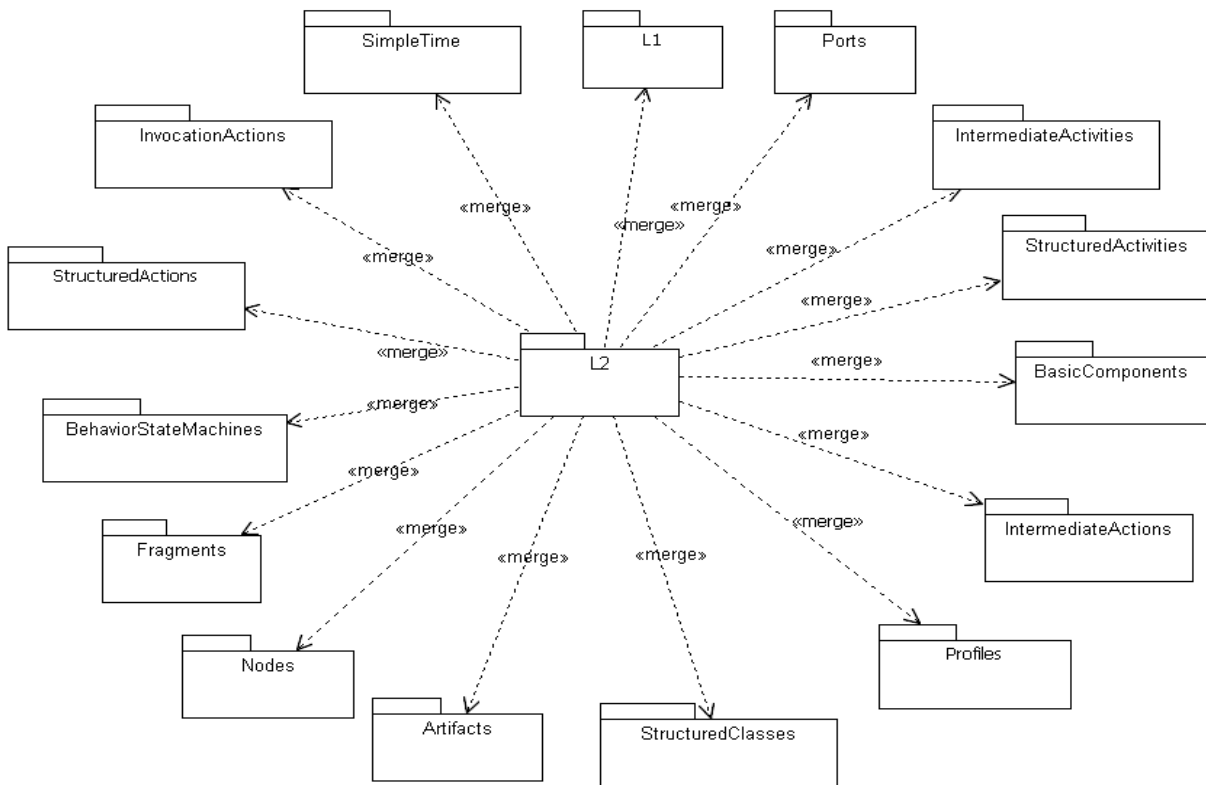 SimpleTime
L1
Ports
InvocationActions
IntermediateActivities
«merge»
«merge»
«merge»
«merge»
«merge»
StructuredActions
StructuredActivities
«merge»
«merge»
L2
«merge»
BasicComponents
«merge»
BehaviorStateMachines
«merge»
«merge»
«merge»
«merge»
IntermediateActions
Fragments
«merge»
«merge»
Nodes
Profiles
Artifacts
StructuredClasses